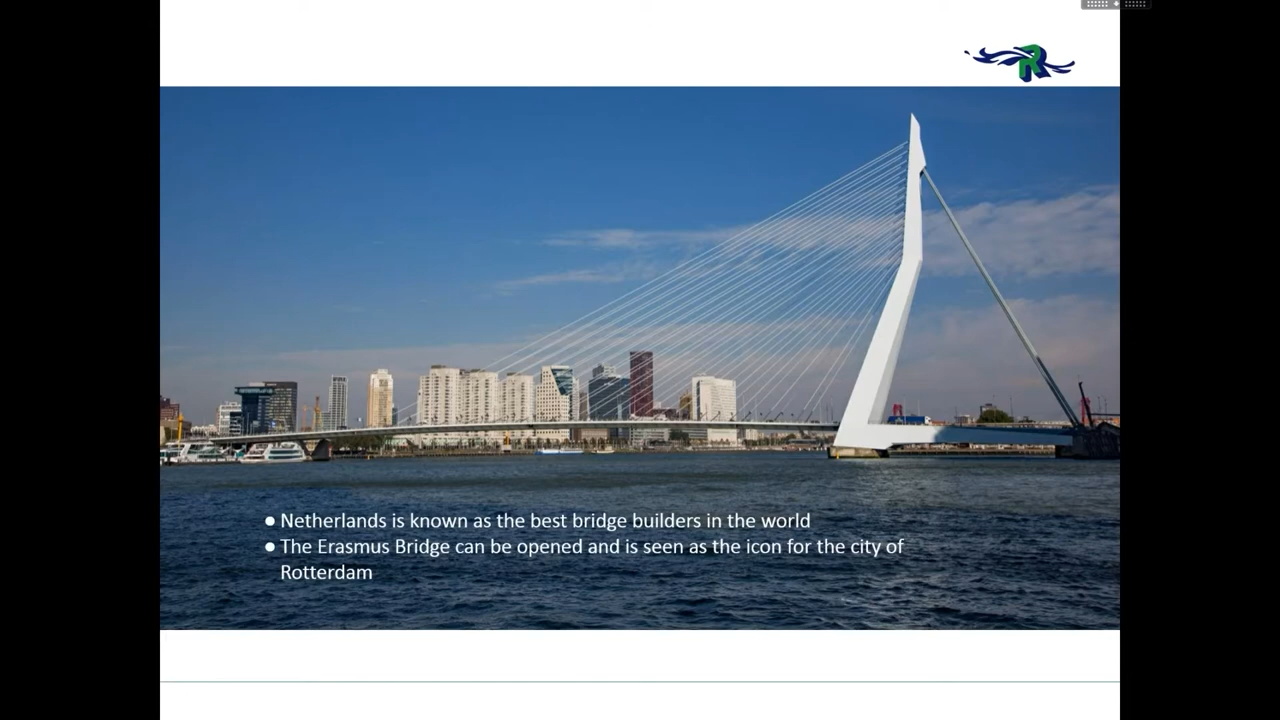 R
● Netherlands is known as the best bridge builders in the world
● The Erasmus Bridge can be opened and is seen as the icon for the city of
Rotterdam